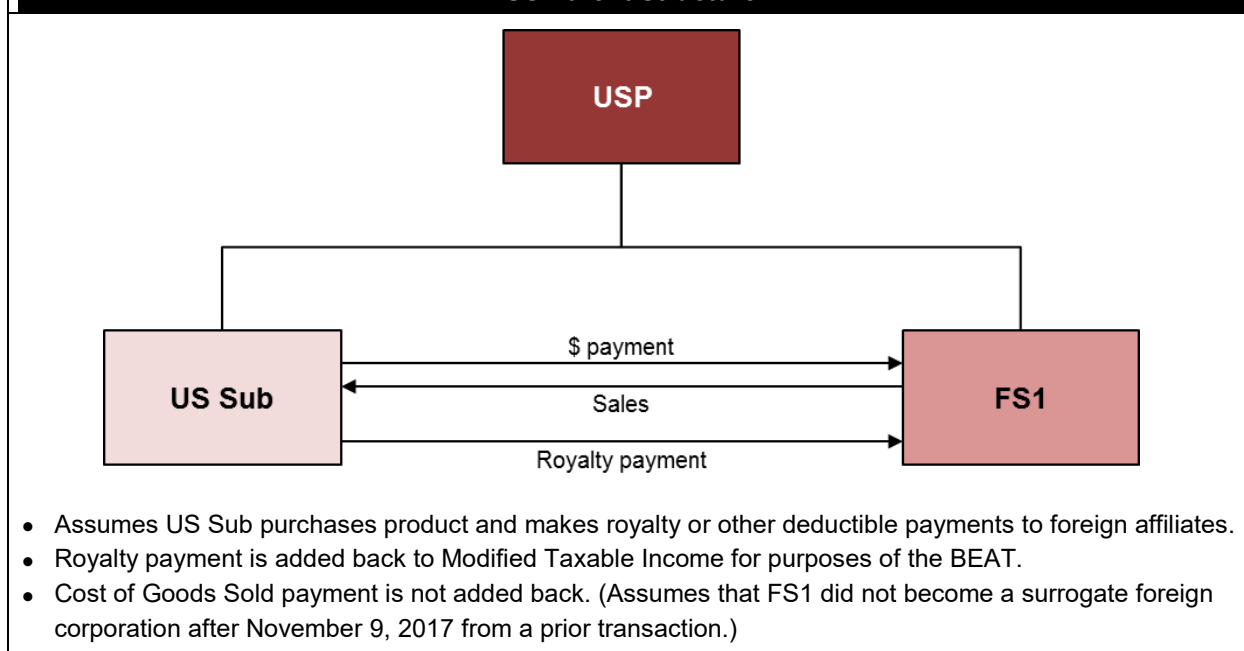 USP
$ payment
US Sub
Sales
FS1
Royalty payment
• Assumes US Sub purchases product and makes royalty or other deductible payments to foreign affiliates.
• Royalty payment is added back to Modified Taxable Income for purposes of the BEAT.
• Cost of Goods Sold payment is not added back. (Assumes that FS1 did not become a surrogate foreign
corporation after November 9, 2017 from a prior transaction.)